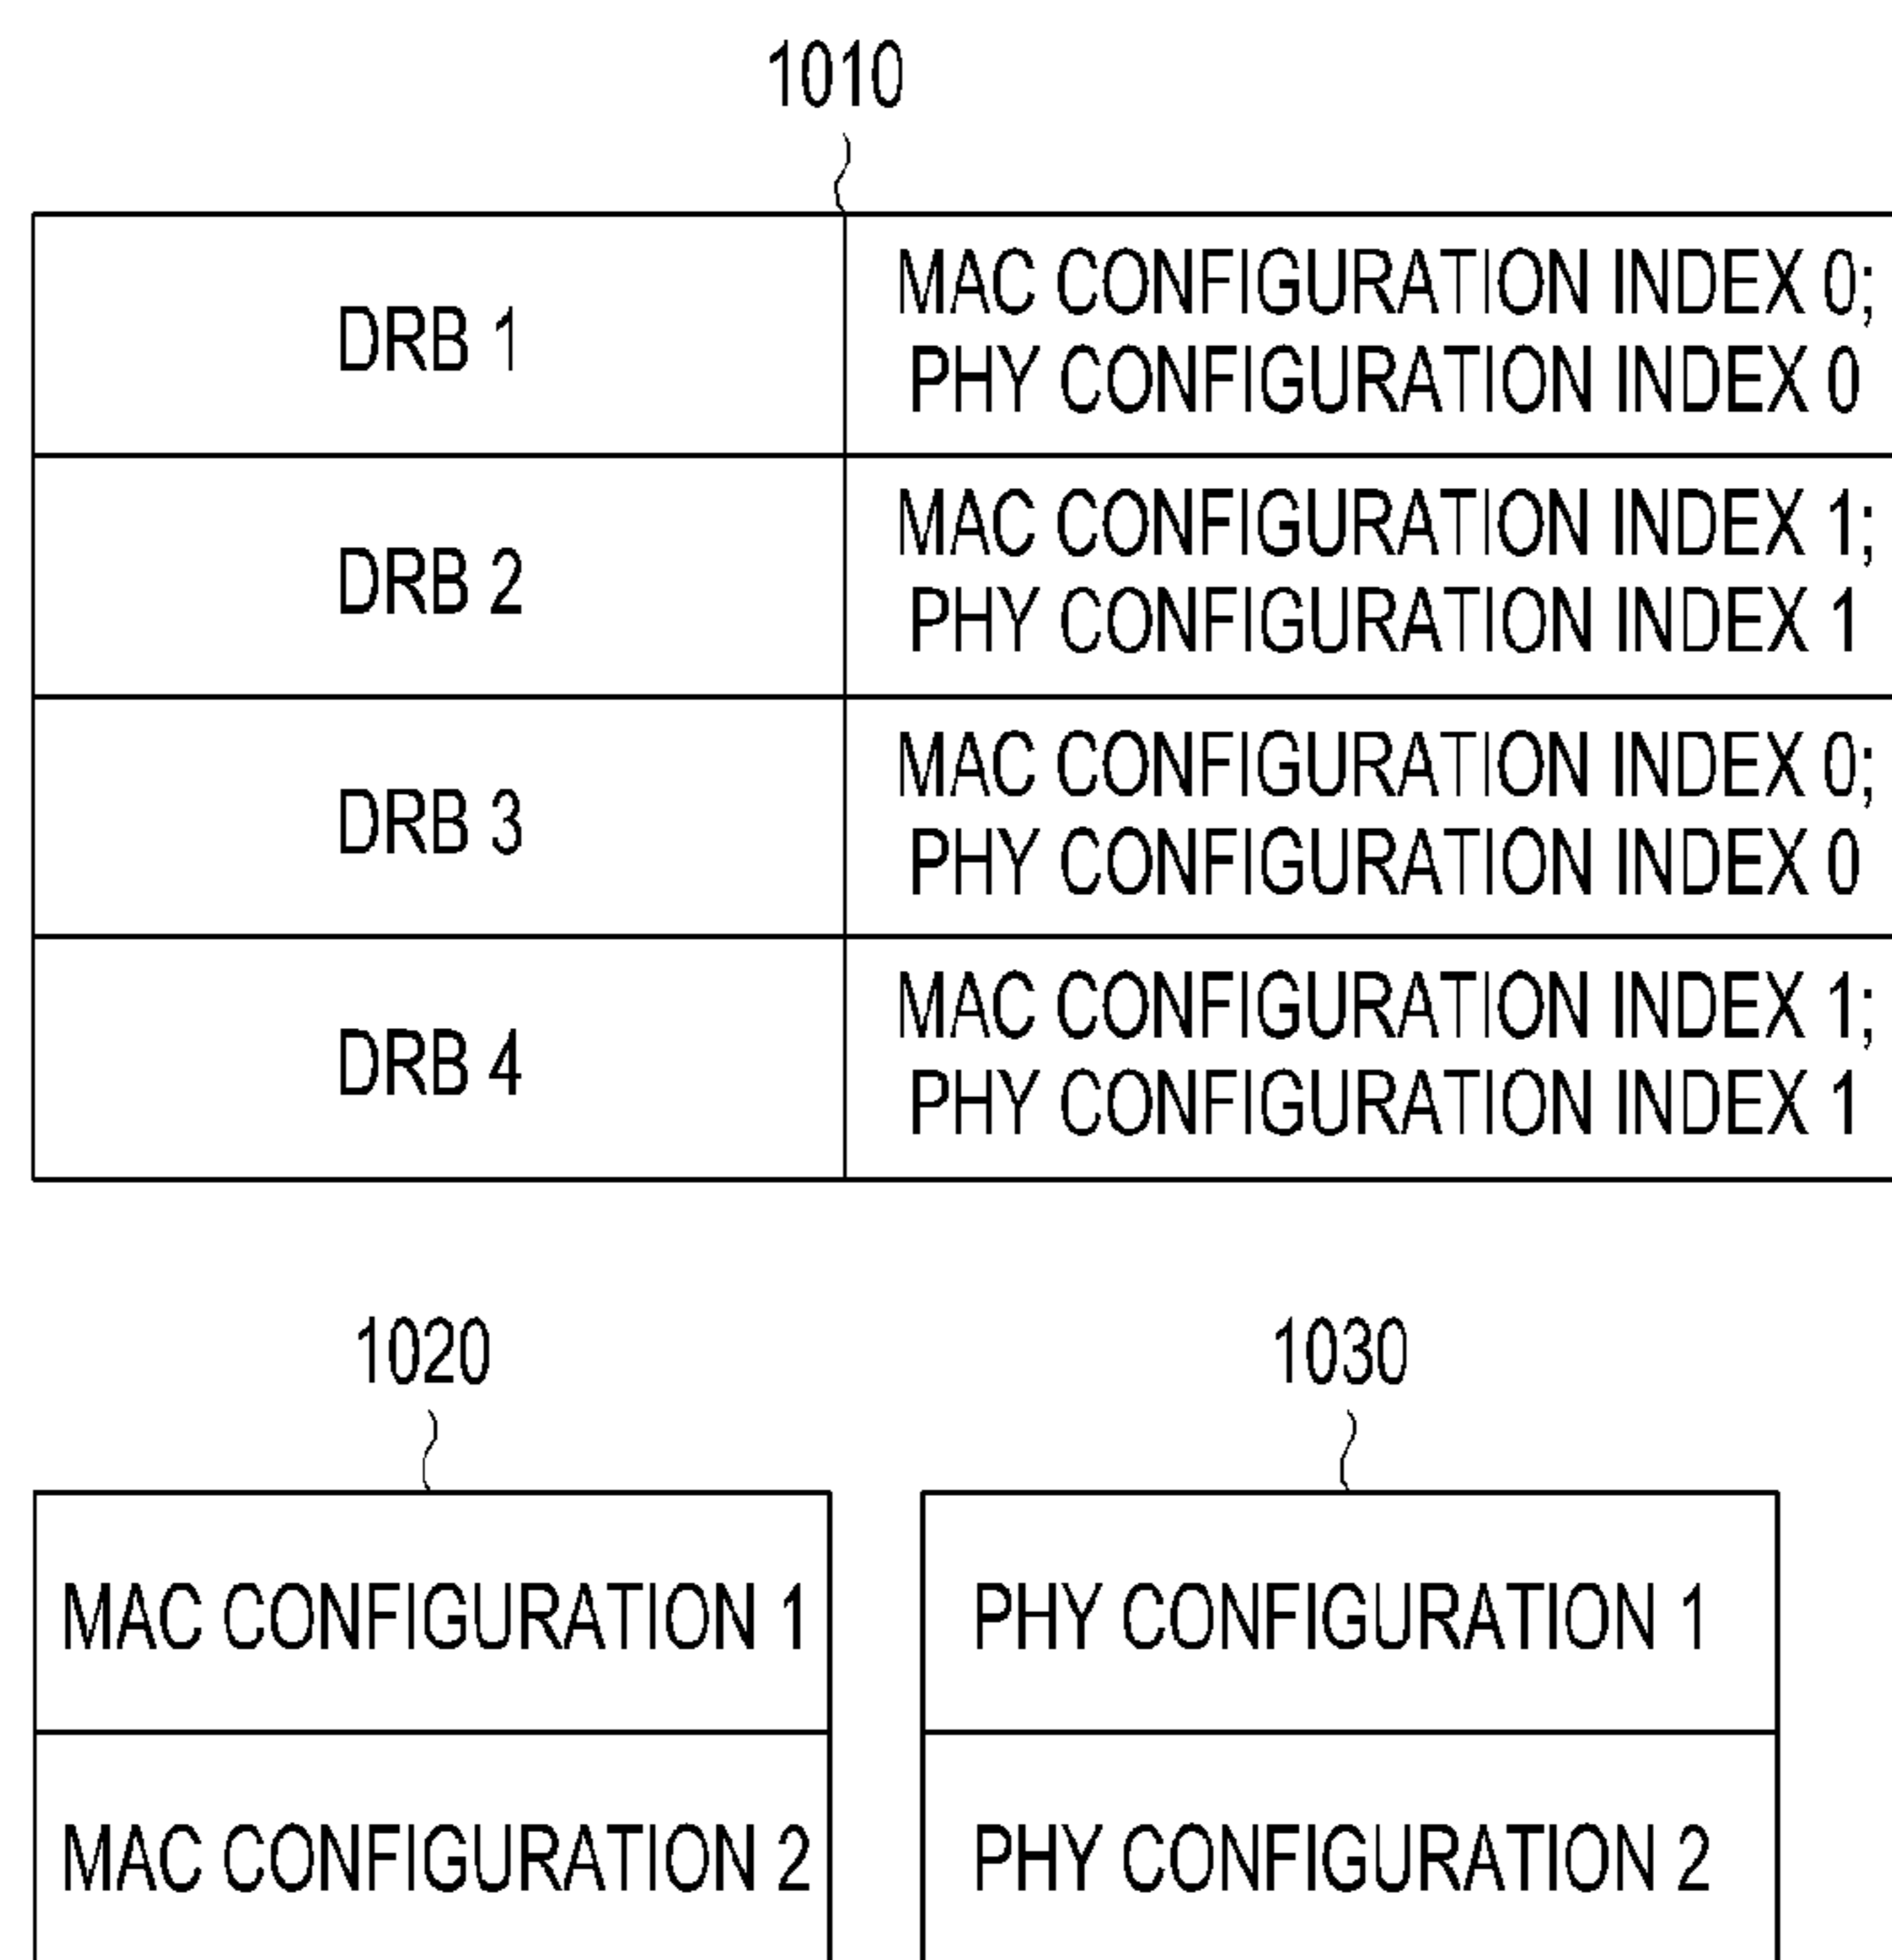 1010
DRB 1
MAC CONFIGURATION INDEX 0;
PHY CONFIGURATION INDEX 0
DRB 2
MAC CONFIGURATION INDEX 1;
PHY CONFIGURATION INDEX 1
DRB 3
MAC CONFIGURATION INDEX 0;
PHY CONFIGURATION INDEX 0
DRB 4
MAC CONFIGURATION INDEX 1;
PHY CONFIGURATION INDEX 1
1020
MAC CONFIGURATION 1
MAC CONFIGURATION 2
1030
PHY CONFIGURATION 1
PHY CONFIGURATION 2